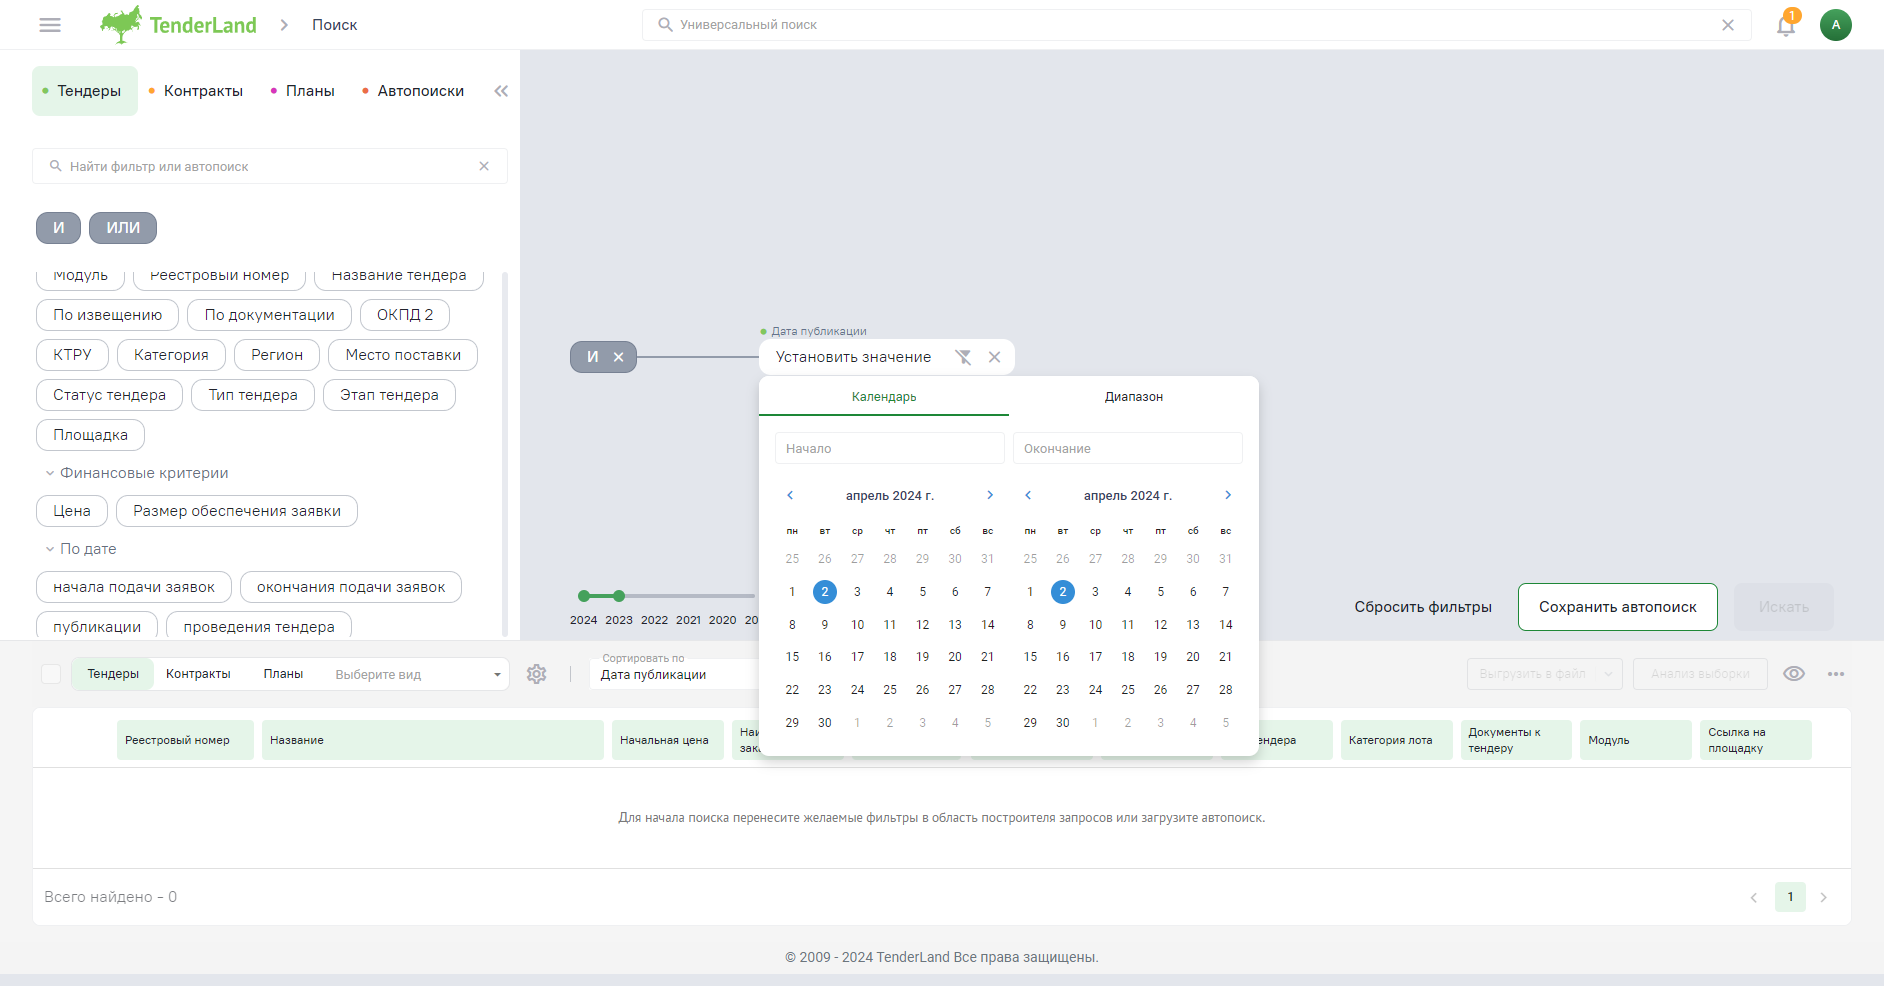 TenderLand
Поиск
Универсальный поиск
1
A
Тендеры
Контракты
Планы
Автопоиски
Найти фильтр или автопоиск
И
ИЛИ
Модуль
Реестровый номер
Название тендера
По извещению
По документации
ОКПД 2
КТРУ
Категория
Регион
Место поставки
Статус тендера
Тип тендера
Этап тендера
Площадка
Финансовые критерии
Цена
Размер обеспечения заявки
По дате
начала подачи заявок
окончания подачи заявок
публикации
проведения тендера
И
Дата публикации
Установить значение
Календарь
Диапазон
Начало
Окончание
апрель 2024 г.
апрель 2024 г.
пн вт ср чт пт сб вс
пн вт ср чт пт сб вс
25 26 27 28 29 30 31
25 26 27 28 29 30 31
1 2 3 4 5 6 7
1 2 3 4 5 6 7
8 9 10 11 12 13 14
8 9 10 11 12 13 14
15 16 17 18 19 20 21
15 16 17 18 19 20 21
22 23 24 25 26 27 28
22 23 24 25 26 27 28
29 30 1 2 3 4 5
29 30 1 2 3 4 5
2024 2023 2022 2021 2020 20
Сбросить фильтры
Сохранить автопоиск
Искать
Тендеры
Контракты
Планы
Выберите вид
Сортировать по
Дата публикации
Выгрузить в файл
Анализ выборки
Реестровый номер
Название
Начальная цена
Категория лота
Документы к
тендеру
Модуль
Ссылка на
площадку
Для начала поиска перенесите желаемые фильтры в область построителя запросов или загрузите автопоиск.
Всего найдено - 0
1
© 2009 - 2024 TenderLand Все права защищены.